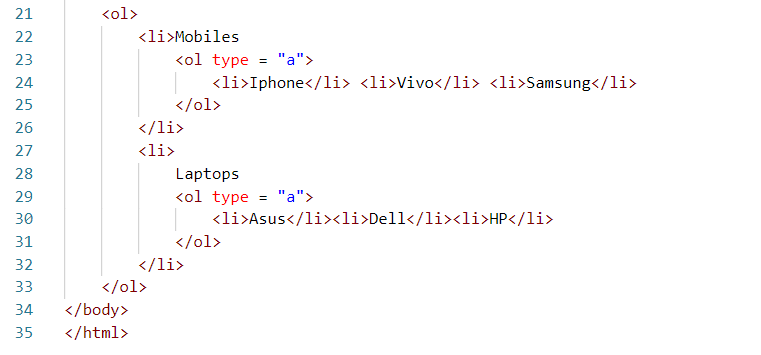 21 <ol>
22 <li>Mobiles
23 <ol type = "a">
24 <li>Iphone</li> <li>Vivo</li> <li>Samsung</li>
25 </ol>
26 </li>
27 <li>
28 Laptops
29 <ol type = "a">
30 <li>Asus</li><li>Dell</li><li>HP</li>
31 </ol>
32 </li>
33 </ol>
34 </body>
35 </html>